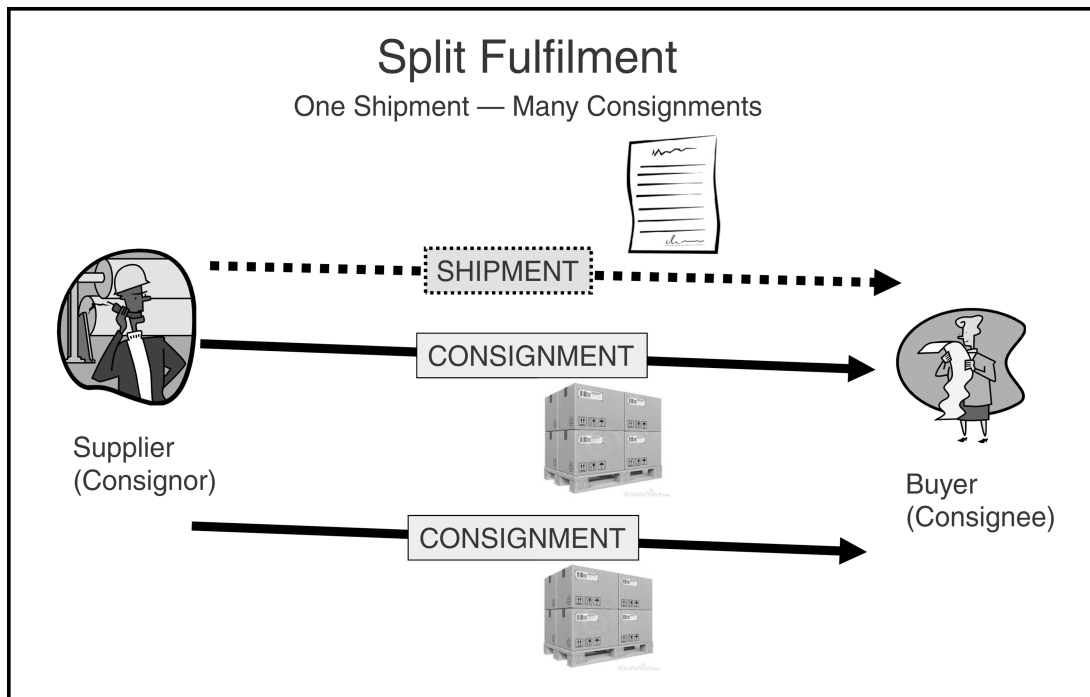 Split Fulfilment
One Shipment — Many Consignments
SHIPMENT
CONSIGNMENT
Supplier
(Consignor)
Buyer
(Consignee)
CONSIGNMENT